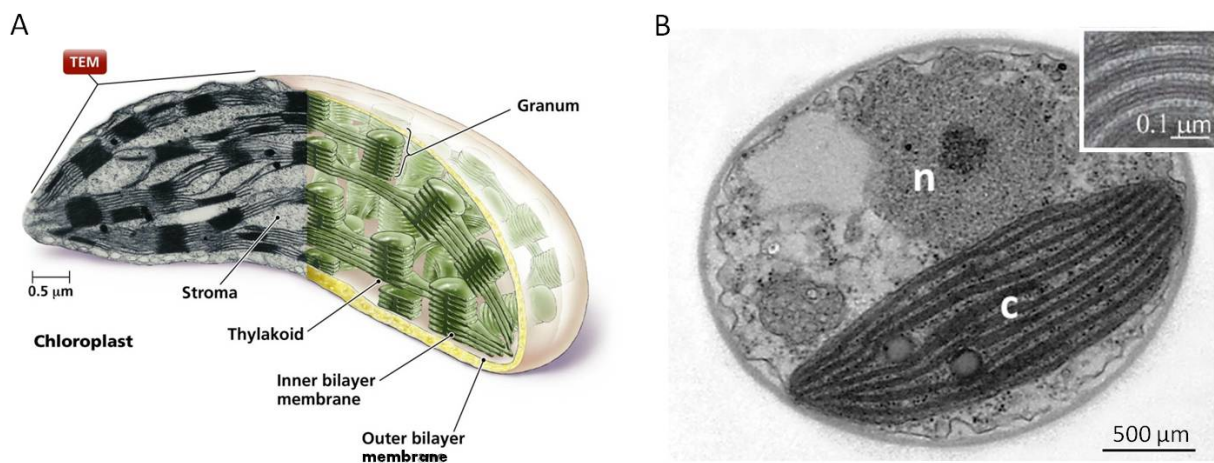 A
TEM
Granum
0.5 μm
Stroma
Chloroplast
Thylakoid
Inner bilayer
membrane
Outer bilayer
membrane
B
0.1 μm
n
c
500 μm